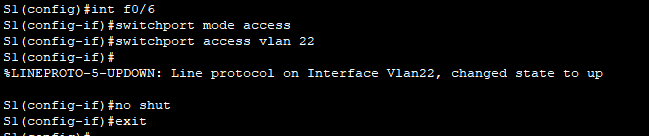 S1(config)#int f0/6
S1(config-if)#switchport mode access
S1(config-if)#switchport access vlan 22
S1(config-if)#
%LINEPROTO-5-UPDOWN: Line protocol on Interface Vlan22, changed state to up
S1(config-if)#no shut
S1(config-if)#exit
S1(config)#